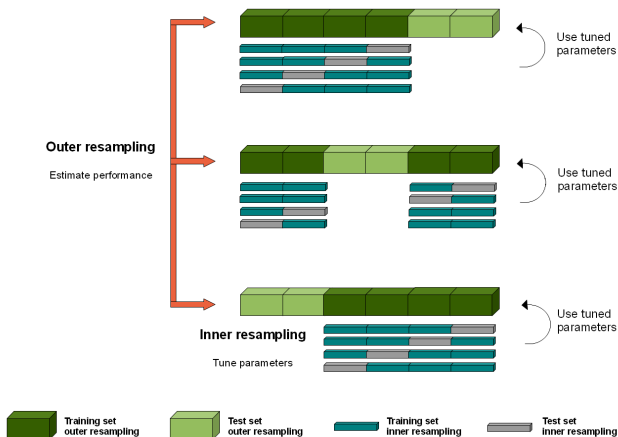 Use tuned
parameters
Outer resampling
Estimate performance
Use tuned
parameters
Use tuned
parameters
Inner resampling
Tune parameters
Training set
outer resampling
Test set
outer resampling
Training set
inner resampling
Test set
inner resampling